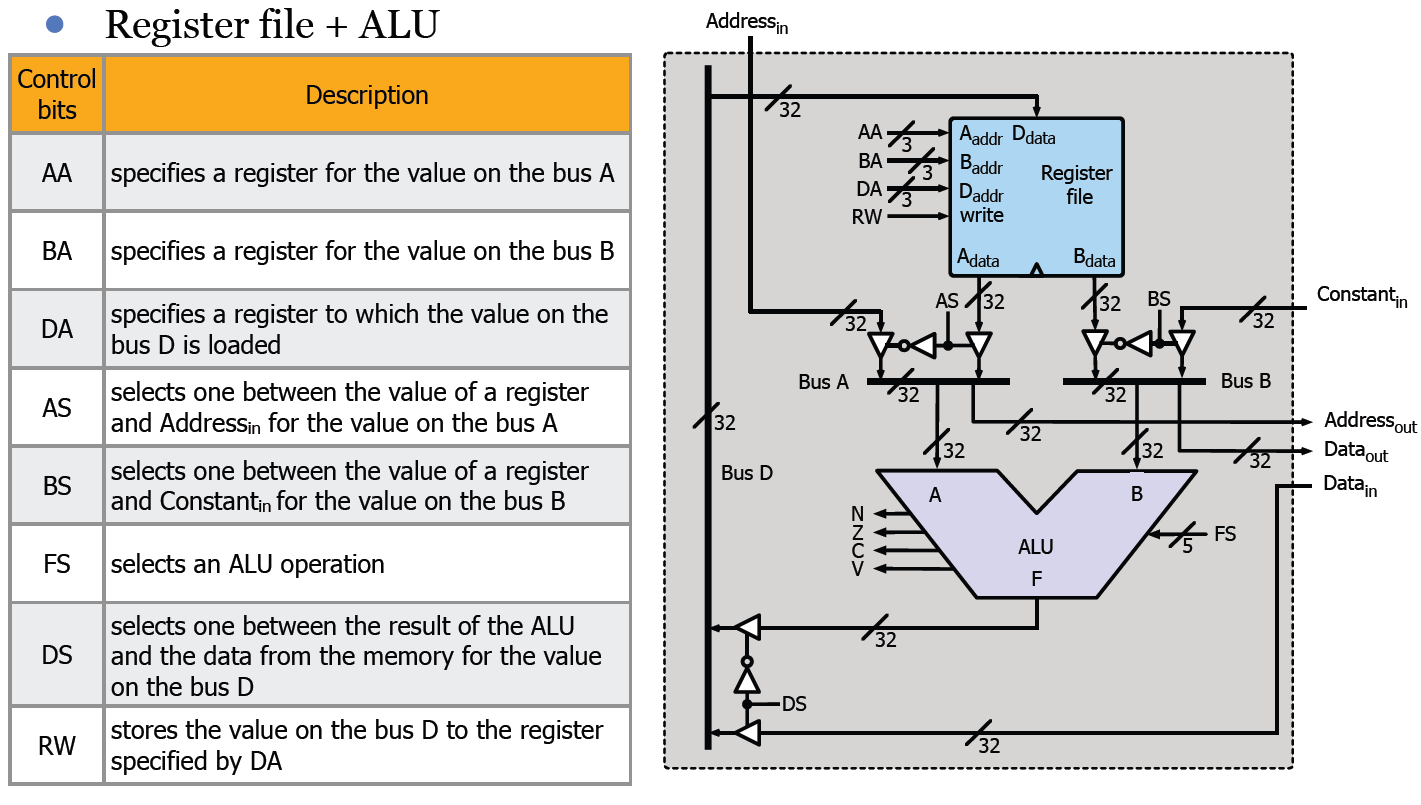 • Register file + ALU
Control
bits
Description
AA
specifies a register for the value on the bus A
BA
specifies a register for the value on the bus B
DA
specifies a register to which the value on the
bus D is loaded
AS
selects one between the value of a register
and Addressin for the value on the bus A
BS
selects one between the value of a register
and Constantin for the value on the bus B
FS
selects an ALU operation
DS
selects one between the result of the ALU
and the data from the memory for the value
on the bus D
RW
stores the value on the bus D to the register
specified by DA
Addressin
32
AA
3
BA
3
DA
3
RW
Aaddr
Ddata
Baddr
Daddr
write
Register
file
Adata
Bdata
32
AS
32
32
BS
32
Constantin
Bus A
32
32
Bus B
32
32
Addressout
32
32
32
Dataout
Bus D
Datain
A
B
N
Z
C
V
ALU
F
5
FS
32
DS
32